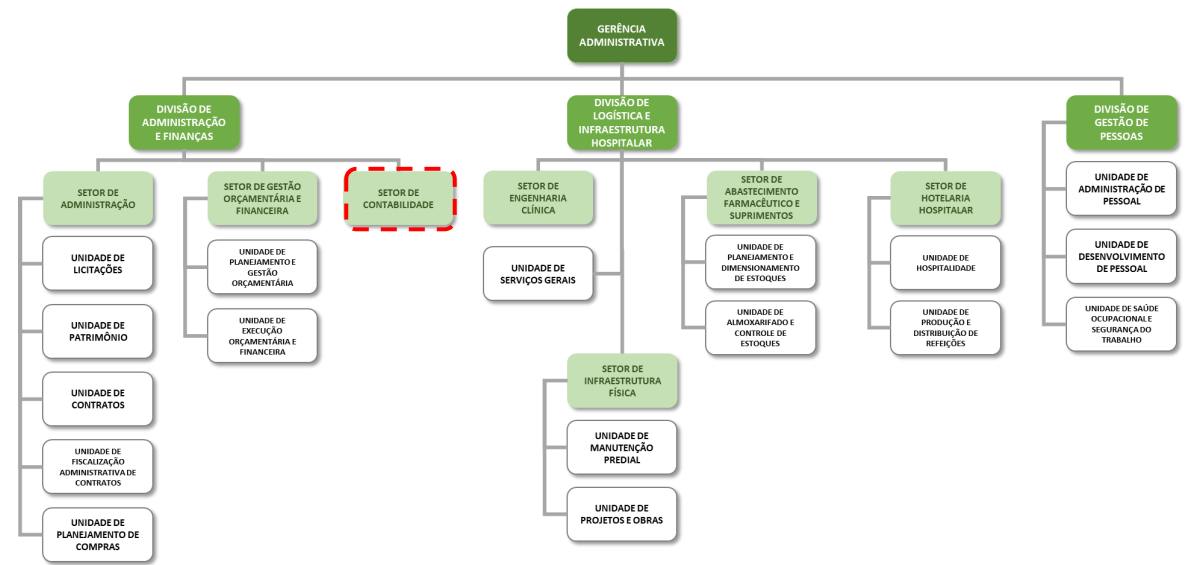 GERÊNCIA
ADMINISTRATIVA
DIVISÃO DE
ADMINISTRAÇÃO
E FINANÇAS
DIVISÃO DE
LOGÍSTICA E
INFRAESTRUTURA
HOSPITALAR
DIVISÃO DE
GESTÃO DE
PESSOAS
SETOR DE
ADMINISTRAÇÃO
SETOR DE GESTÃO
ORÇAMENTÁRIA E
FINANCEIRA
SETOR DE
CONTABILIDADE
SETOR DE
ENGENHARIA
CLÍNICA
SETOR DE
ABASTECIMENTO
FARMACÊUTICO E
SUPRIMENTOS
SETOR DE
HOTELARIA
HOSPITALAR
UNIDADE DE
ADMINISTRAÇÃO DE
PESSOAL
UNIDADE DE
LICITAÇÕES
UNIDADE DE
PLANEJAMENTO E
GESTÃO
ORÇAMENTÁRIA
UNIDADE DE
SERVIÇOS GERAIS
UNIDADE DE
PLANEJAMENTO E
DIMENSIONAMENTO
DE ESTOQUES
UNIDADE DE
HOSPITALIDADE
UNIDADE DE
DESENVOLVIMENTO
DE PESSOAL
UNIDADE DE
PATRIMÔNIO
UNIDADE DE
EXECUÇÃO
ORÇAMENTÁRIA E
FINANCEIRA
UNIDADE DE
ALMOXARIFADO E
CONTROLE DE
ESTOQUES
UNIDADE DE
PRODUÇÃO E
DISTRIBUIÇÃO DE
REFEIÇÕES
UNIDADE DE SAÚDE
OCUPACIONAL E
SEGURANÇA DO
TRABALHO
UNIDADE DE
CONTRATOS
SETOR DE
INFRAESTRUTURA
FÍSICA
UNIDADE DE
FISCALIZAÇÃO
ADMINISTRATIVA DE
CONTRATOS
UNIDADE DE
MANUTENÇÃO
PREDIAL
UNIDADE DE
PLANEJAMENTO DE
COMPRAS
UNIDADE DE
PROJETOS E OBRAS